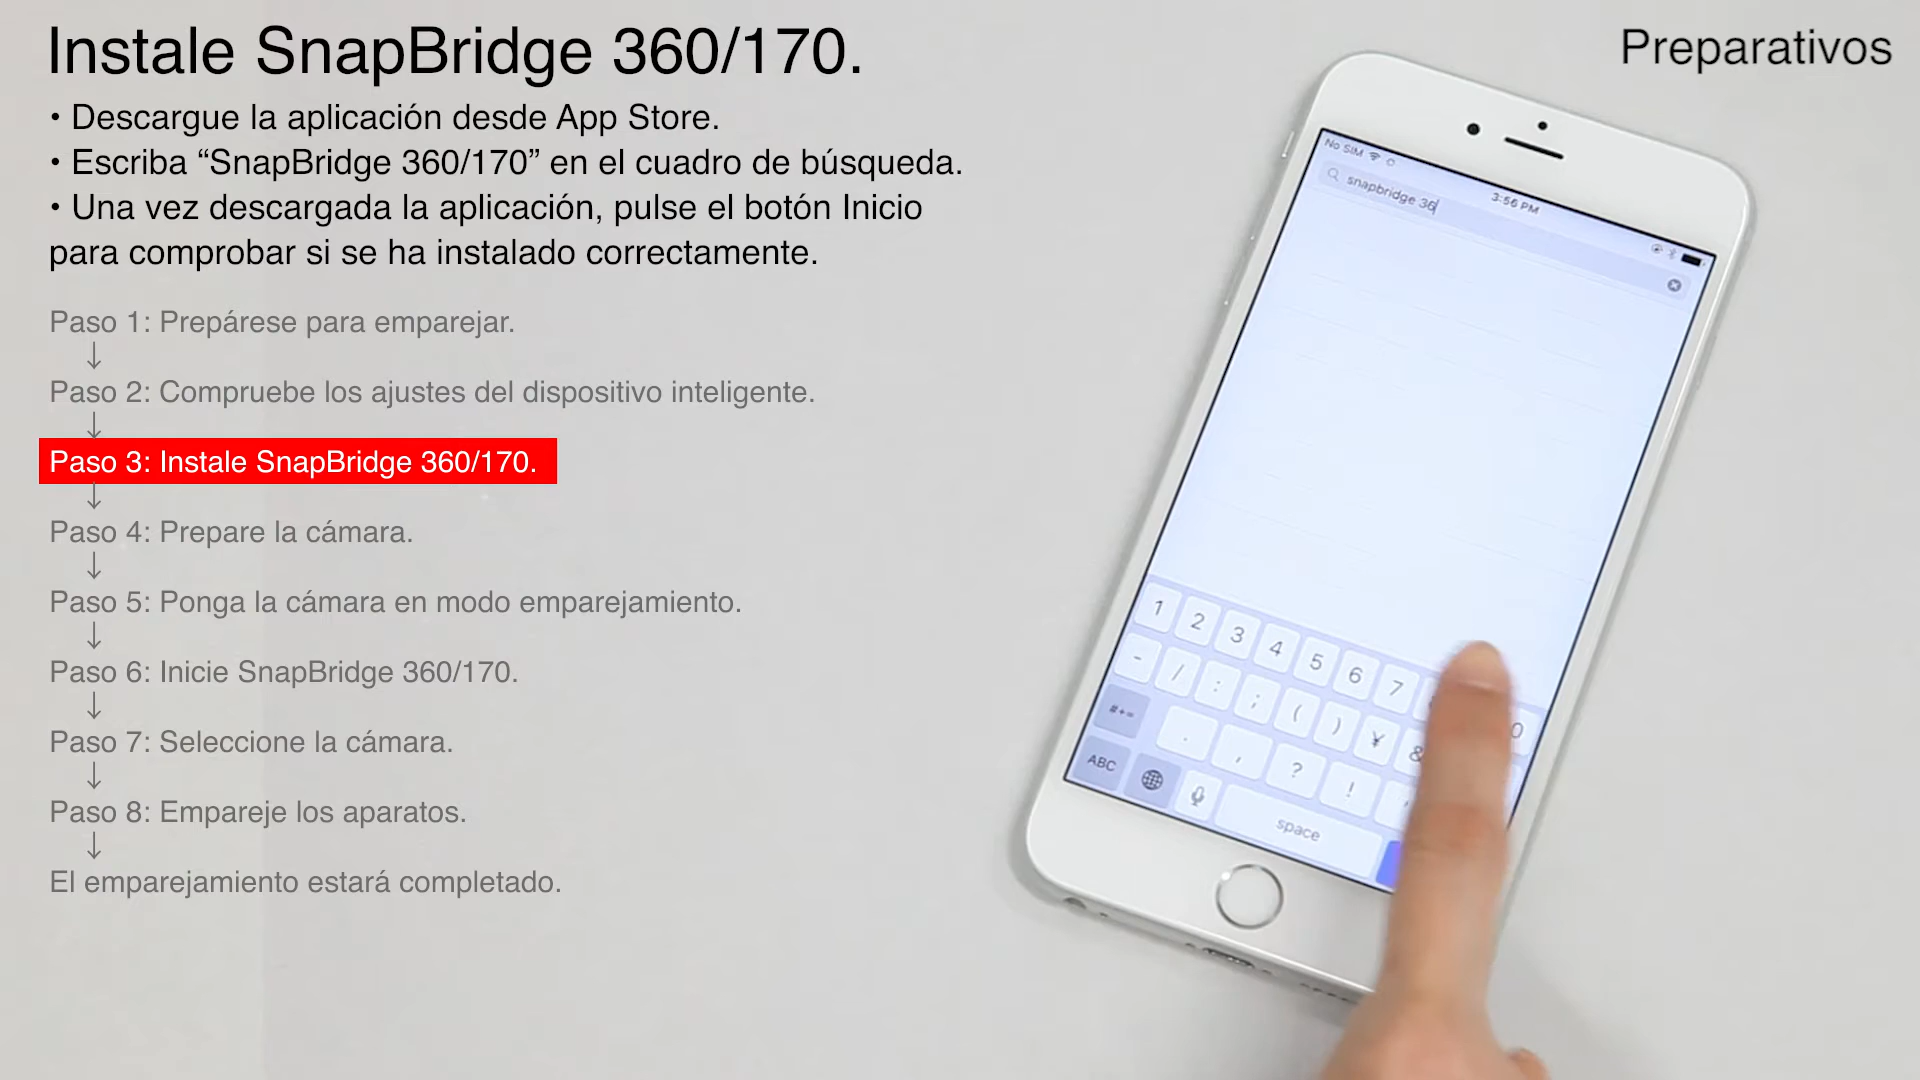 Instale SnapBridge 360/170.
Preparativos
• Descargue la aplicación desde App Store.
• Escriba “SnapBridge 360/170” en el cuadro de búsqueda.
• Una vez descargada la aplicación, pulse el botón Inicio
para comprobar si se ha instalado correctamente.
Paso 1: Prepárese para emparejar.
↓
Paso 2: Compruebe los ajustes del dispositivo inteligente.
↓
Paso 3: Instale SnapBridge 360/170.
↓
Paso 4: Prepare la cámara.
↓
Paso 5: Ponga la cámara en modo emparejamiento.
↓
Paso 6: Inicie SnapBridge 360/170.
↓
Paso 7: Seleccione la cámara.
↓
Paso 8: Empareje los aparatos.
↓
El emparejamiento estará completado.
No SIM 3:56 PM
snapbridge 36
1 2 3 4 5 6 7 0
- / : ; ( ) ¥ &
#+= . , ? !
ABC space